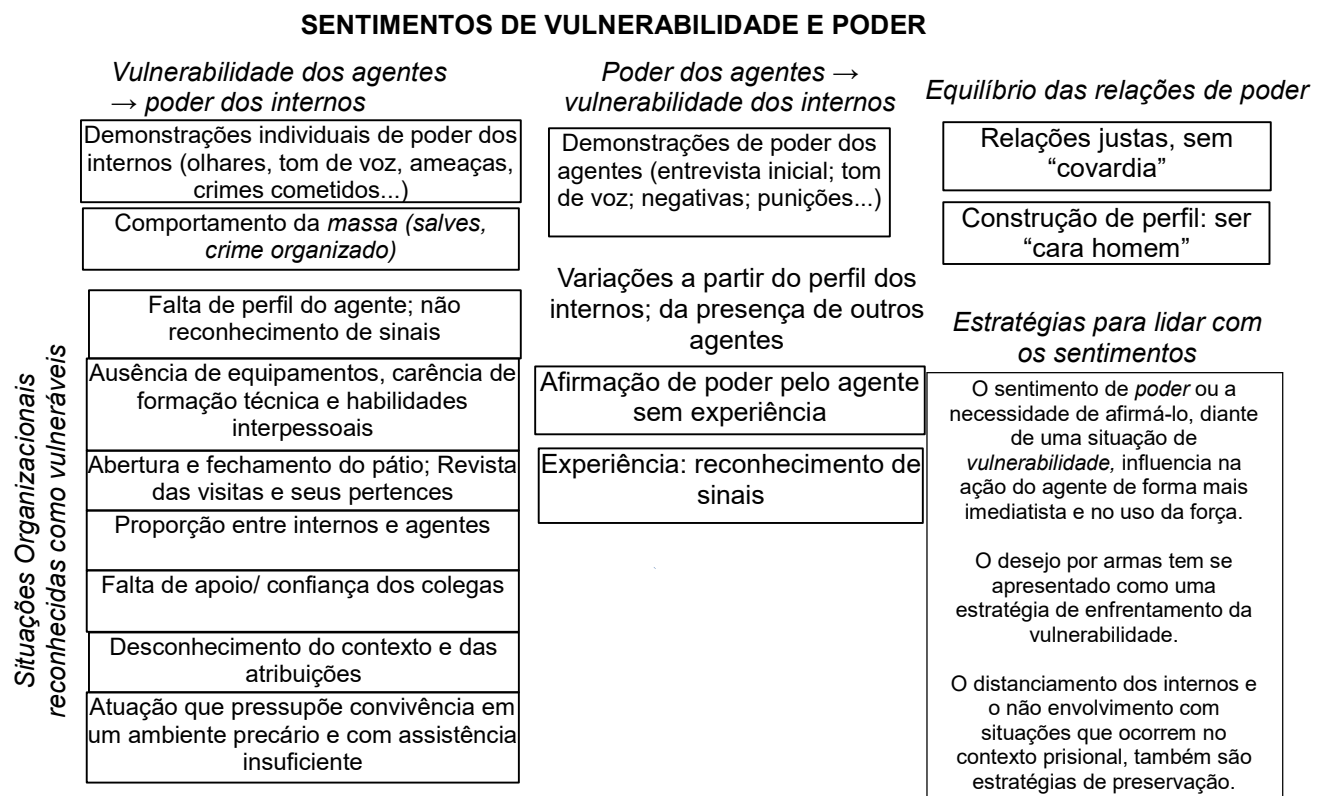 SENTIMENTOS DE VULNERABILIDADE E PODER
Vulnerabilidade dos agentes
→ poder dos internos
Demonstrações individuais de poder dos
internos (olhares, tom de voz, ameaças,
crimes cometidos...)
Comportamento da massa (salves,
crime organizado)
Situações Organizacionais
reconhecidas como vulneráveis
Falta de perfil do agente; não
reconhecimento de sinais
Ausência de equipamentos, carência de
formação técnica e habilidades
interpessoais
Abertura e fechamento do pátio; Revista
das visitas e seus pertences
Proporção entre internos e agentes
Falta de apoio/ confiança dos colegas
Desconhecimento do contexto e das
atribuições
Atuação que pressupõe convivência em
um ambiente precário e com assistência
insuficiente
Poder dos agentes →
vulnerabilidade dos internos
Demonstrações de poder dos
agentes (entrevista inicial; tom
de voz; negativas; punições...)
Variações a partir do perfil dos
internos; da presença de outros
agentes
Afirmação de poder pelo agente
sem experiência
Experiência: reconhecimento de
sinais
Equilíbrio das relações de poder
Relações justas, sem
“covardia”
Construção de perfil: ser
“cara homem”
Estratégias para lidar com
os sentimentos
O sentimento de poder ou a
necessidade de afirmá-lo, diante
de uma situação de
vulnerabilidade, influencia na
ação do agente de forma mais
imediatista e no uso da força.
O desejo por armas tem se
apresentado como uma
estratégia de enfrentamento da
vulnerabilidade.
O distanciamento dos internos e
o não envolvimento com
situações que ocorrem no
contexto prisional, também são
estratégias de preservação.